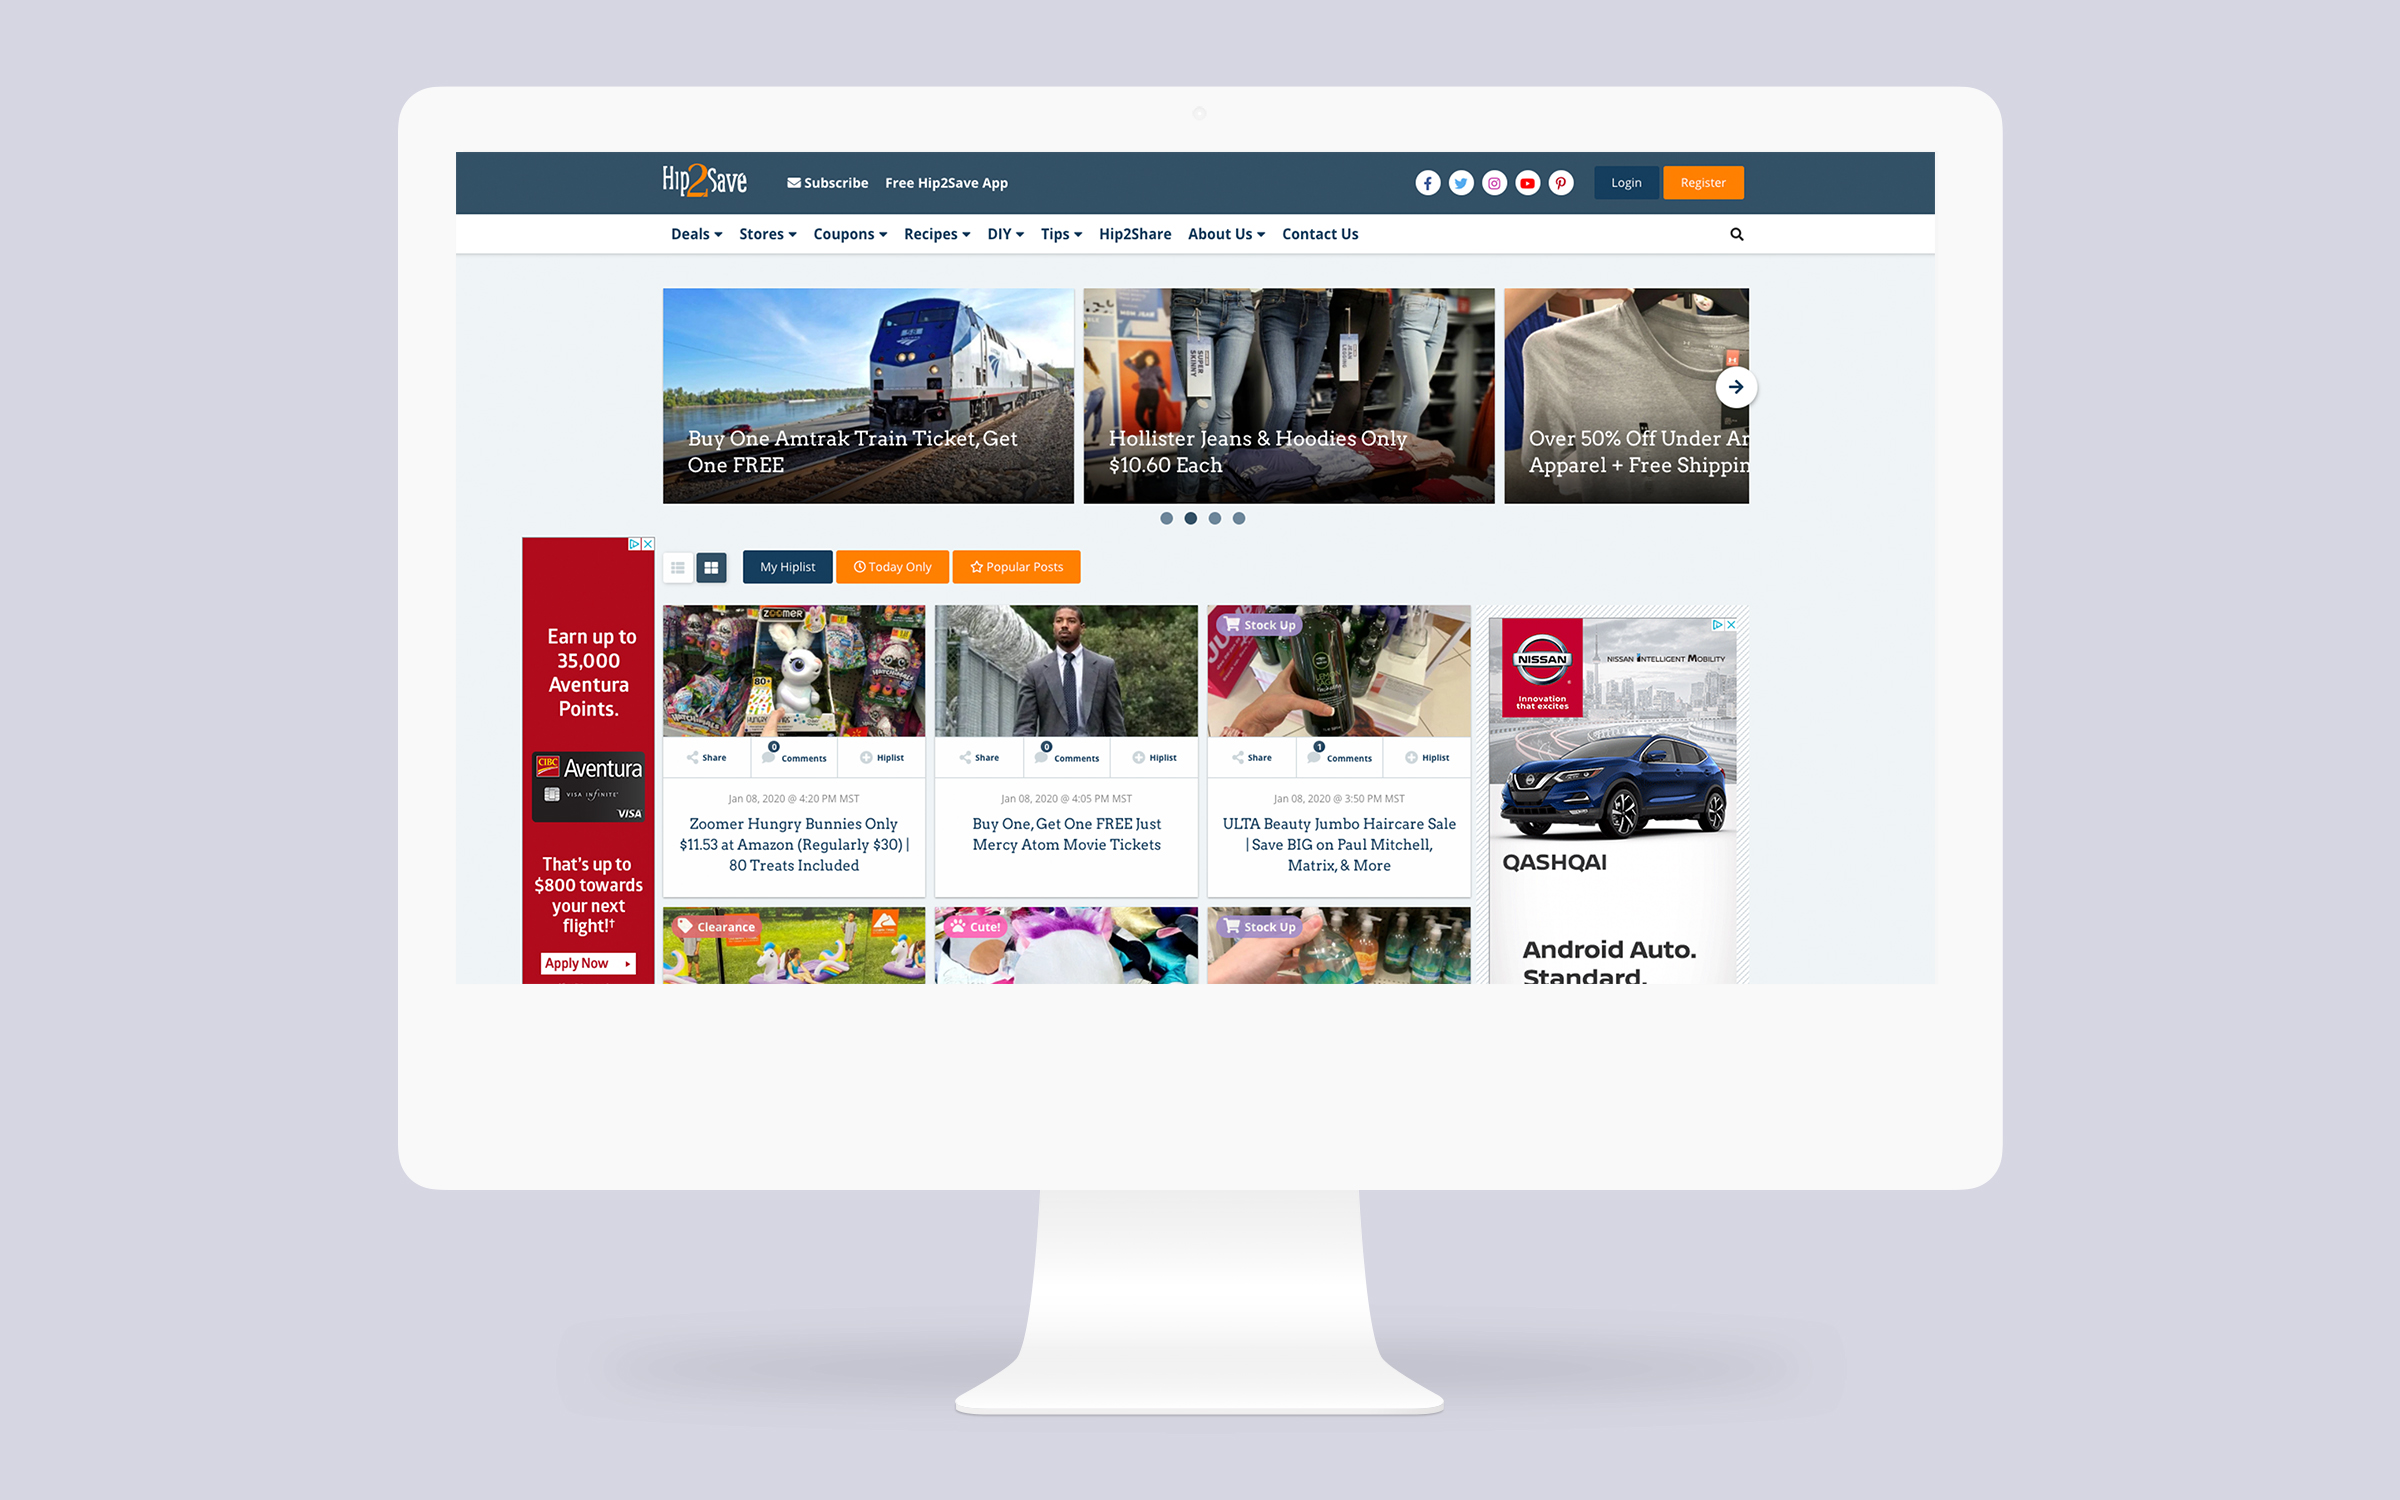 Hip2Save
Subscribe
Free Hip2Save App
Login
Register
Deals
Stores
Coupons
Recipes
DIY
Tips
Hip2Share
About Us
Contact Us
SUPER SKINNY
JEAN LEGGING
Buy One Amtrak Train Ticket, Get
One FREE
Hollister Jeans & Hoodies Only
$10.60 Each
Over 50% Off Under Ar
Apparel + Free Shippin
My Hiplist
Today Only
Popular Posts
Earn up to
35,000
Aventura
Points.
CIBC Aventura
VISA INFINITE
VISA
That's up to
$800 towards
your next
flight!†
Apply Now
ZOOMER
80+
Share
0
Comments
Hiplist
Jan 08, 2020 @ 4:20 PM MST
Zoomer Hungry Bunnies Only
$11.53 at Amazon (Regularly $30) |
80 Treats Included
Share
0
Comments
Hiplist
Jan 08, 2020 @ 4:05 PM MST
Buy One, Get One FREE Just
Mercy Atom Movie Tickets
Stock Up
Share
1
Comments
Hiplist
Jan 08, 2020 @ 3:50 PM MST
ULTA Beauty Jumbo Haircare Sale
| Save BIG on Paul Mitchell,
Matrix, & More
NISSAN
Innovation
that excites
NISSAN INTELLIGENT MOBILITY
QASHQAI
Android Auto.
Standard.
Clearance
Cute!
Stock Up